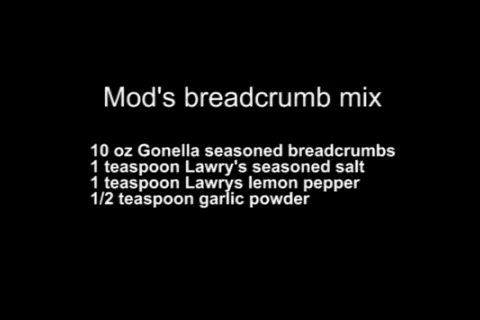 Mod's breadcrumb mix
10 oz Gonella seasoned breadcrumbs
1 teaspoon Lawry's seasoned salt
1 teaspoon Lawrys lemon pepper
1/2 teaspoon garlic powder